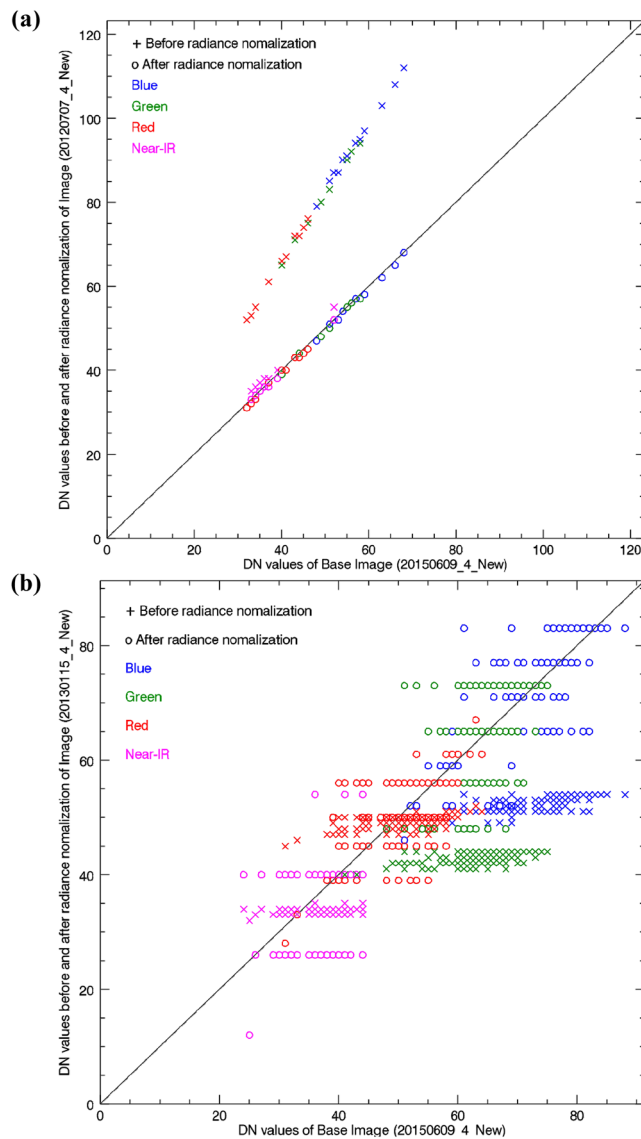 (a)
+ Before radiance nomalization
o After radiance nomalization
Blue
Green
Red
Near-IR
DN values before and after radiance nomalization of Image (20120707_4_New)
120
100
80
60
40
20
0
0 20 40 60 80 100 120
DN values of Base Image (20150609_4_New)
(b)
+ Before radiance nomalization
o After radiance nomalization
Blue
Green
Red
Near-IR
DN values before and after radiance nomalization of Image (20130115_4_New)
80
60
40
20
0
0 20 40 60 80
DN values of Base Image (20150609_4_New)